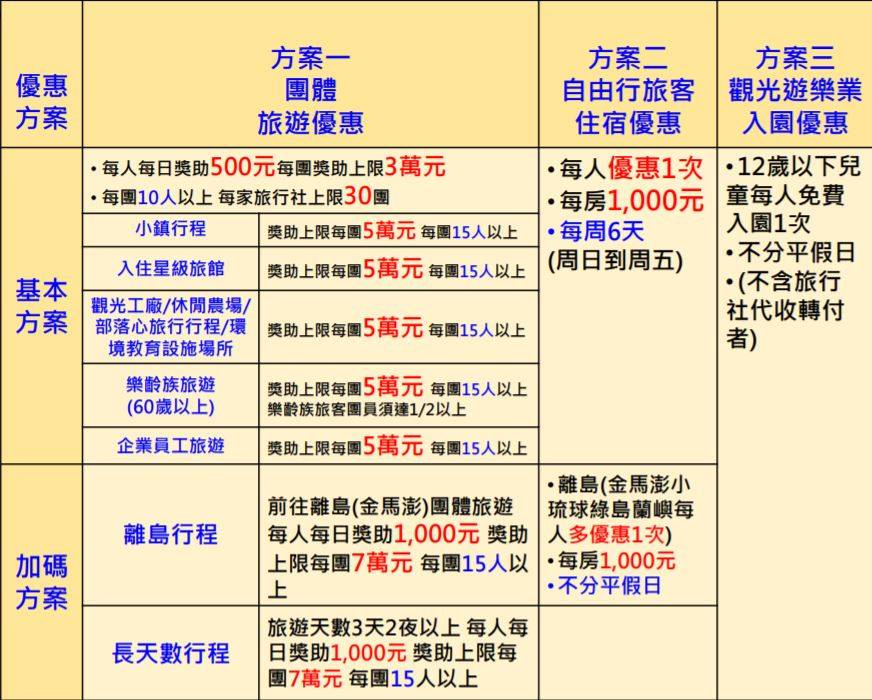 優惠
方案
方案一
團體
旅遊優惠
方案二
自由行旅客
住宿優惠
方案三
觀光遊樂業
入園優惠
基本
方案
• 每人每日獎助500元每團獎助上限3萬元
• 每團10人以上 每家旅行社上限30團
小鎮行程
獎助上限每團5萬元 每團15人以上
入住星級旅館
獎助上限每團5萬元 每團15人以上
觀光工廠/休閒農場/
部落心旅行行程/環
境教育設施場所
獎助上限每團5萬元 每團15人以上
樂齡族旅遊
(60歲以上)
獎助上限每團5萬元 每團15人以上
樂齡族旅客團員須達1/2以上
企業員工旅遊
獎助上限每團5萬元 每團15人以上
• 每人優惠1次
• 每房1,000元
• 每周6天
(周日到周五)
• 12歲以下兒
童每人免費
入園1次
• 不分平假日
• (不含旅行
社代收轉付
者)
加碼
方案
離島行程
前往離島(金馬澎)團體旅遊
每人每日獎助1,000元 獎助
上限每團7萬元 每團15人以
上
• 離島(金馬澎小
琉球綠島蘭嶼每
人多優惠1次)
• 每房1,000元
• 不分平假日
長天數行程
旅遊天數3天2夜以上 每人每
日獎助1,000元 獎助上限每
團7萬元 每團15人以上